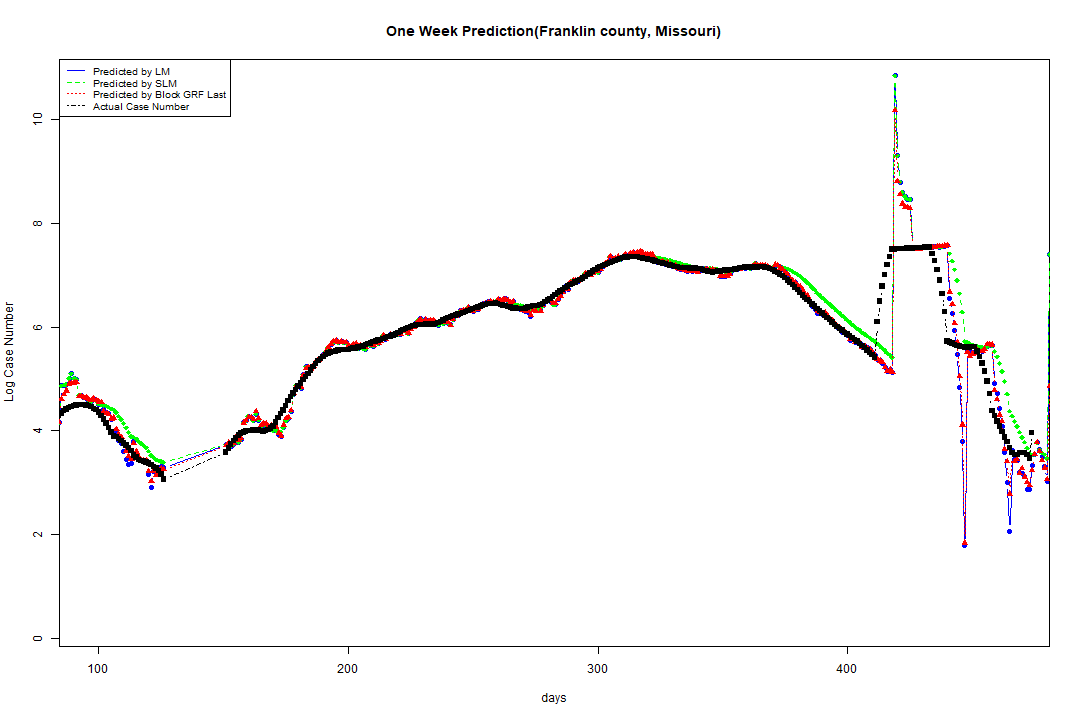 One Week Prediction(Franklin county, Missouri)
Predicted by LM
Predicted by SLM
Predicted by Block GRF Last
Actual Case Number
Log Case Number
10
8
6
4
2
0
100
200
300
400
days